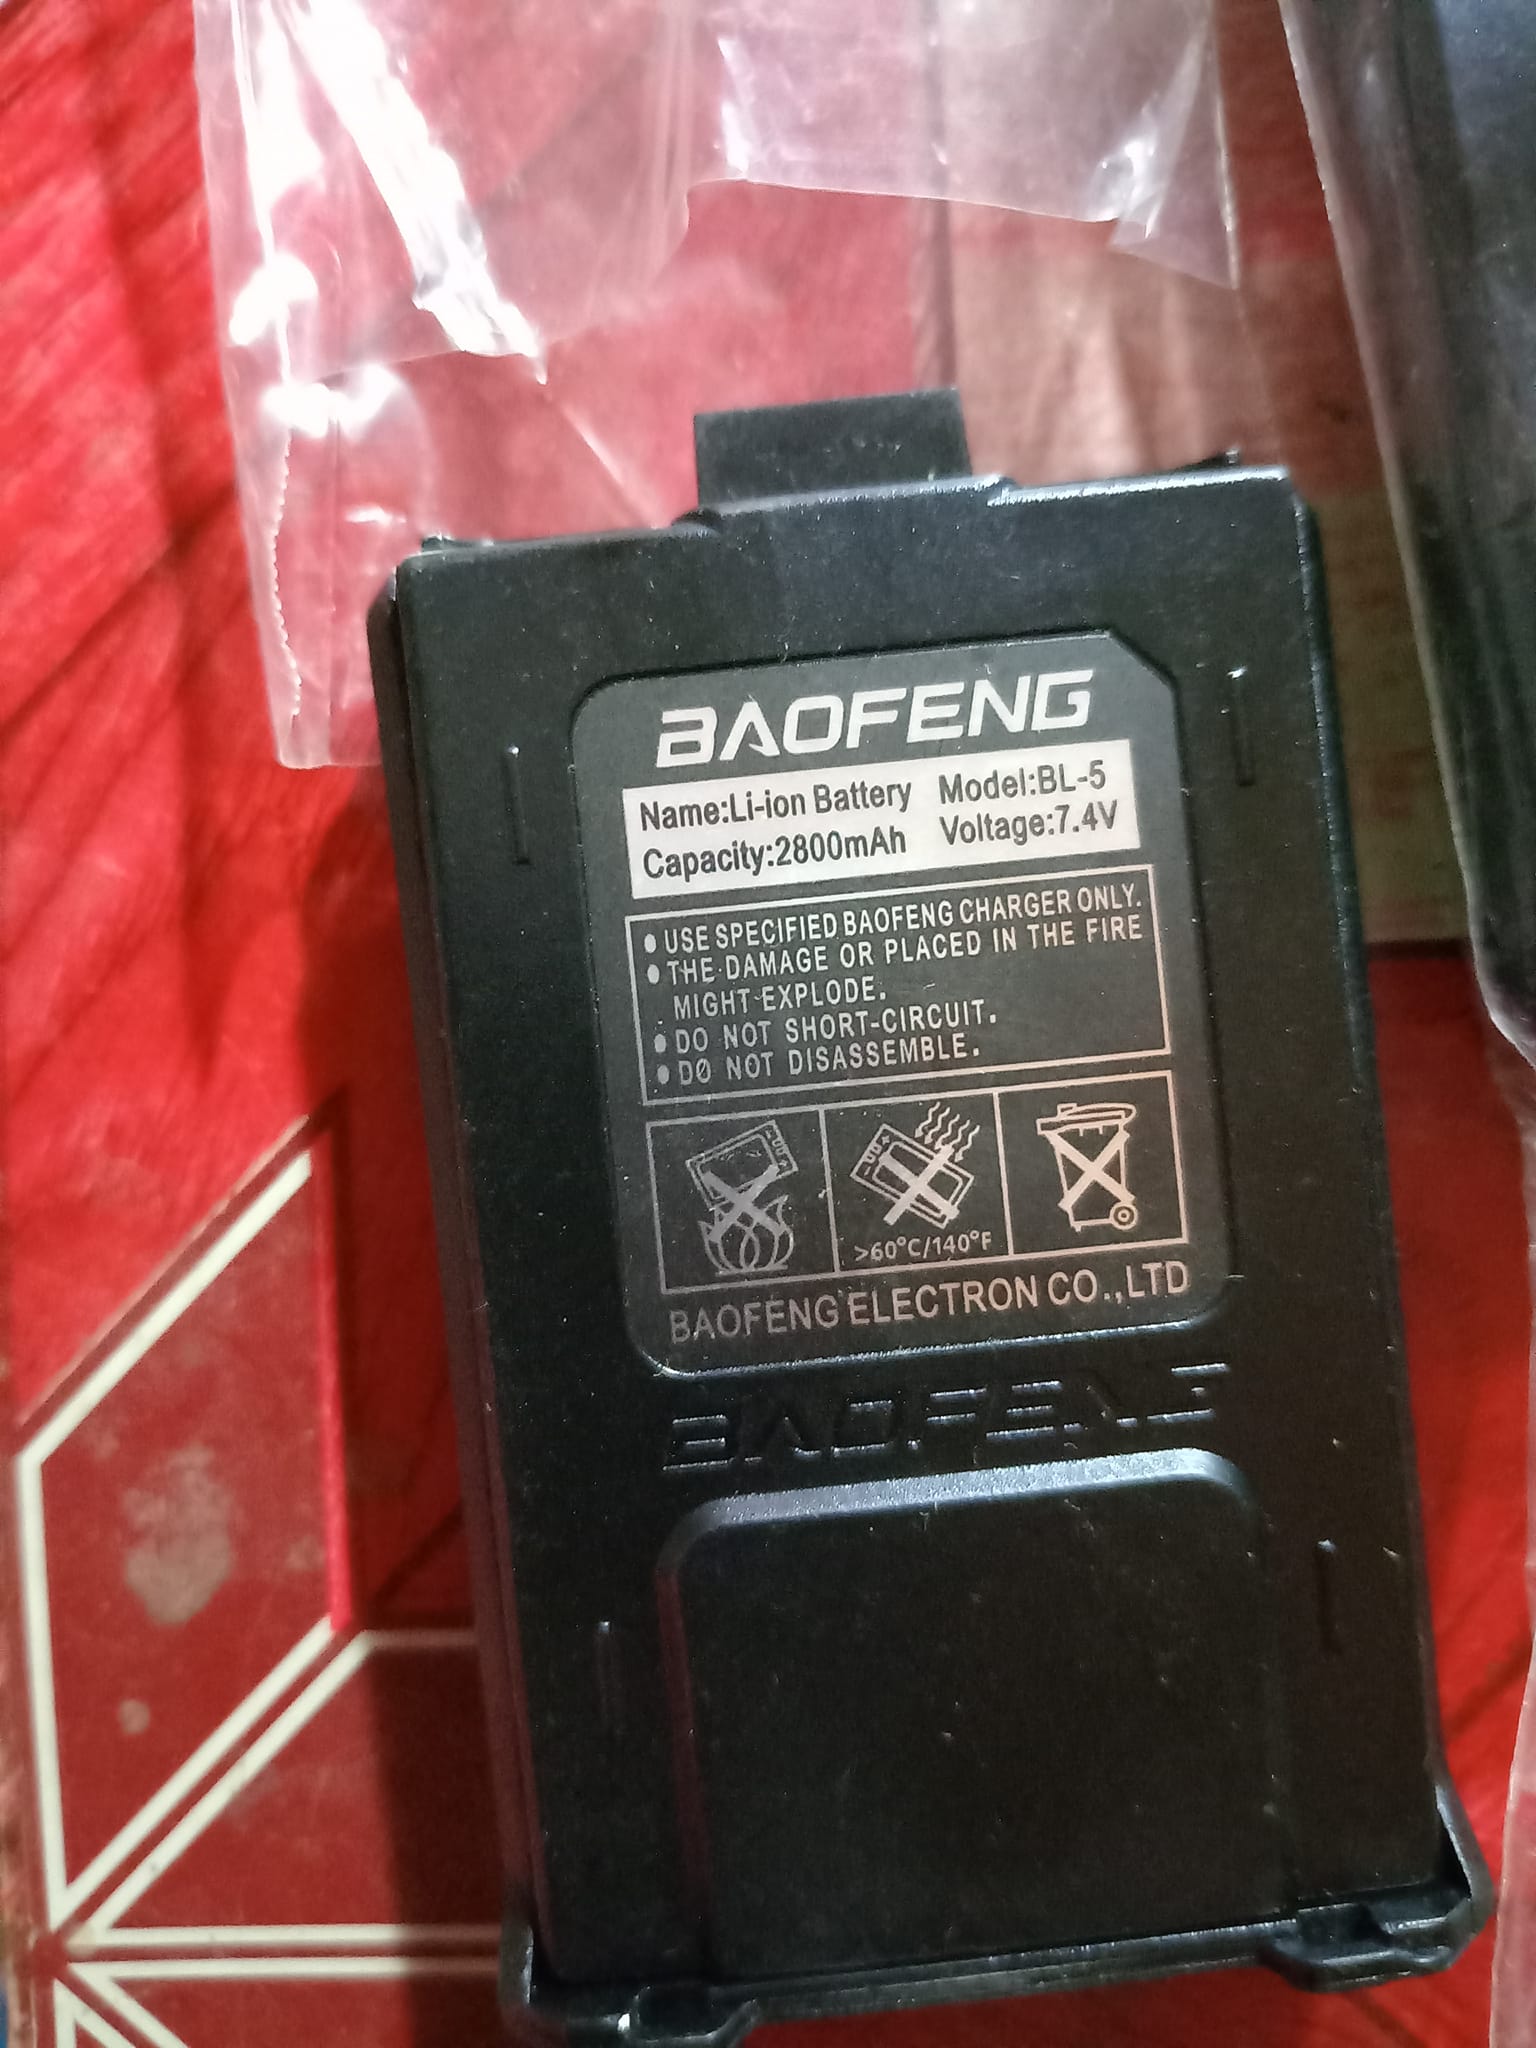 BAOFENG
Name:Li-ion Battery Model:BL-5
Capacity:2800mAh Voltage:7.4V
• USE SPECIFIED BAOFENG CHARGER ONLY.
• THE DAMAGE OR PLACED IN THE FIRE
MIGHT EXPLODE.
• DO NOT SHORT-CIRCUIT.
• DO NOT DISASSEMBLE.
>60°C/140°F
BAOFENG ELECTRON CO.,LTD
BAOFENG